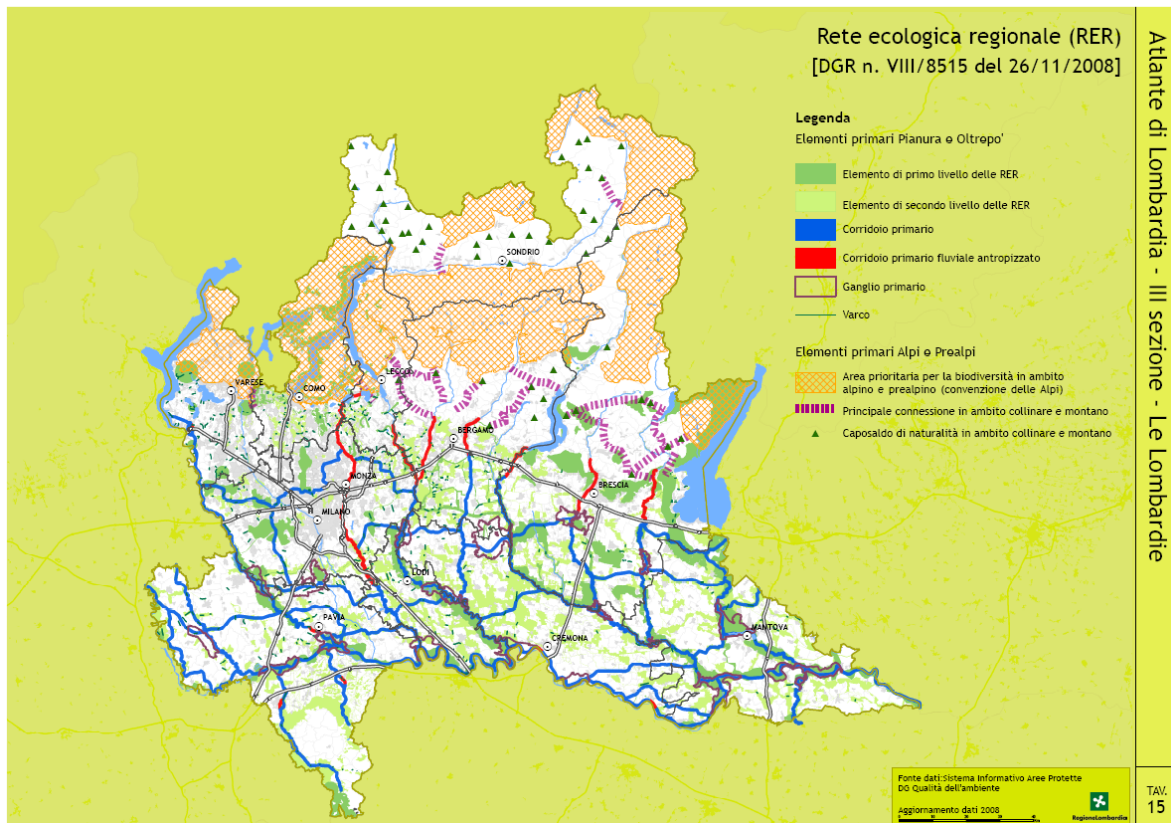 Rete ecologica regionale (RER)
[DGR n. VIII/8515 del 26/11/2008]
Legenda
Elementi primari Pianura e Oltrepo'
Elemento di primo livello delle RER
Elemento di secondo livello delle RER
Corridoio primario
Corridoio primario fluviale antropizzato
Ganglio primario
Varco
Elementi primari Alpi e Prealpi
Area prioritaria per la biodiversità in ambito
alpino e prealpino (convenzione delle Alpi)
Principale connessione in ambito collinare e montano
Caposaldo di naturalità in ambito collinare e montano
SONDRIO
VARESE
COMO
LECCO
BERGAMO
MONZA
BRESCIA
MILANO
LODI
PAVIA
CREMONA
MANTOVA
Fonte dati:Sistema Informativo Aree Protette
DG Qualità dell'ambiente
Aggiornamento dati 2008
RegioneLombardia
Atlante di Lombardia - III sezione - Le Lombardie
TAV.
15